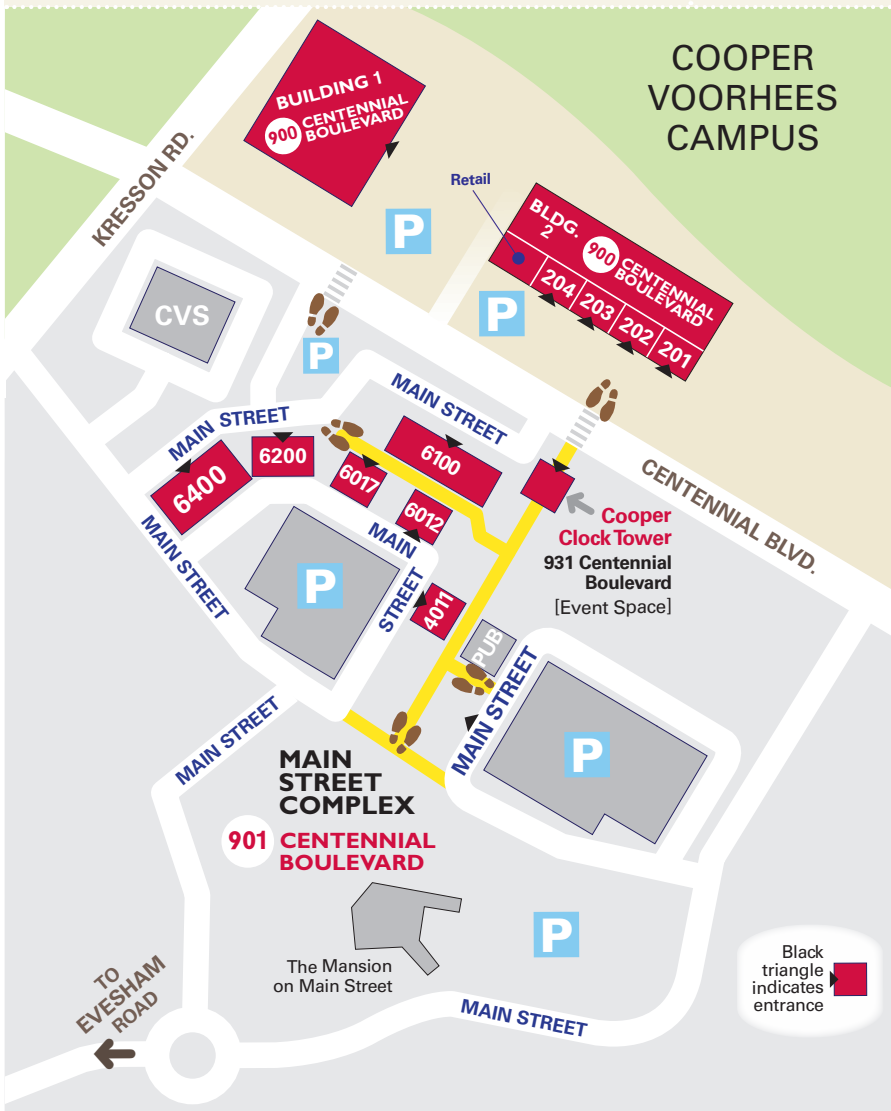 COOPER
VOORHEES
CAMPUS
BUILDING 1
900 CENTENNIAL
BOULEVARD
KRESSON RD.
Retail
P
BLDG.
2
900 CENTENNIAL
BOULEVARD
204
203
202
201
P
CVS
P
MAIN STREET
MAIN STREET
6400
6200
6017
6100
6012
CENTENNIAL BLVD.
Cooper
Clock Tower
931 Centennial
Boulevard
[Event Space]
MAIN STREET
P
MAIN
STREET
4011
PUB
MAIN STREET
P
MAIN STREET
MAIN
STREET
COMPLEX
901 CENTENNIAL
BOULEVARD
P
The Mansion
on Main Street
TO
EVESHAM
ROAD
MAIN STREET
Black
triangle
indicates
entrance